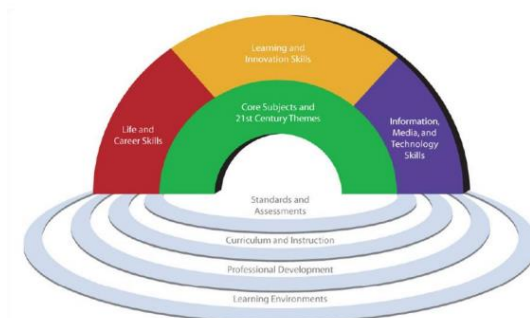 Learning and
Innovation Skills
Core Subjects and
21st Century Themes
Life and
Career Skills
Information,
Media, and
Technology
Skills
Standards and
Assessments
Curriculum and Instruction
Professional Development
Learning Environments